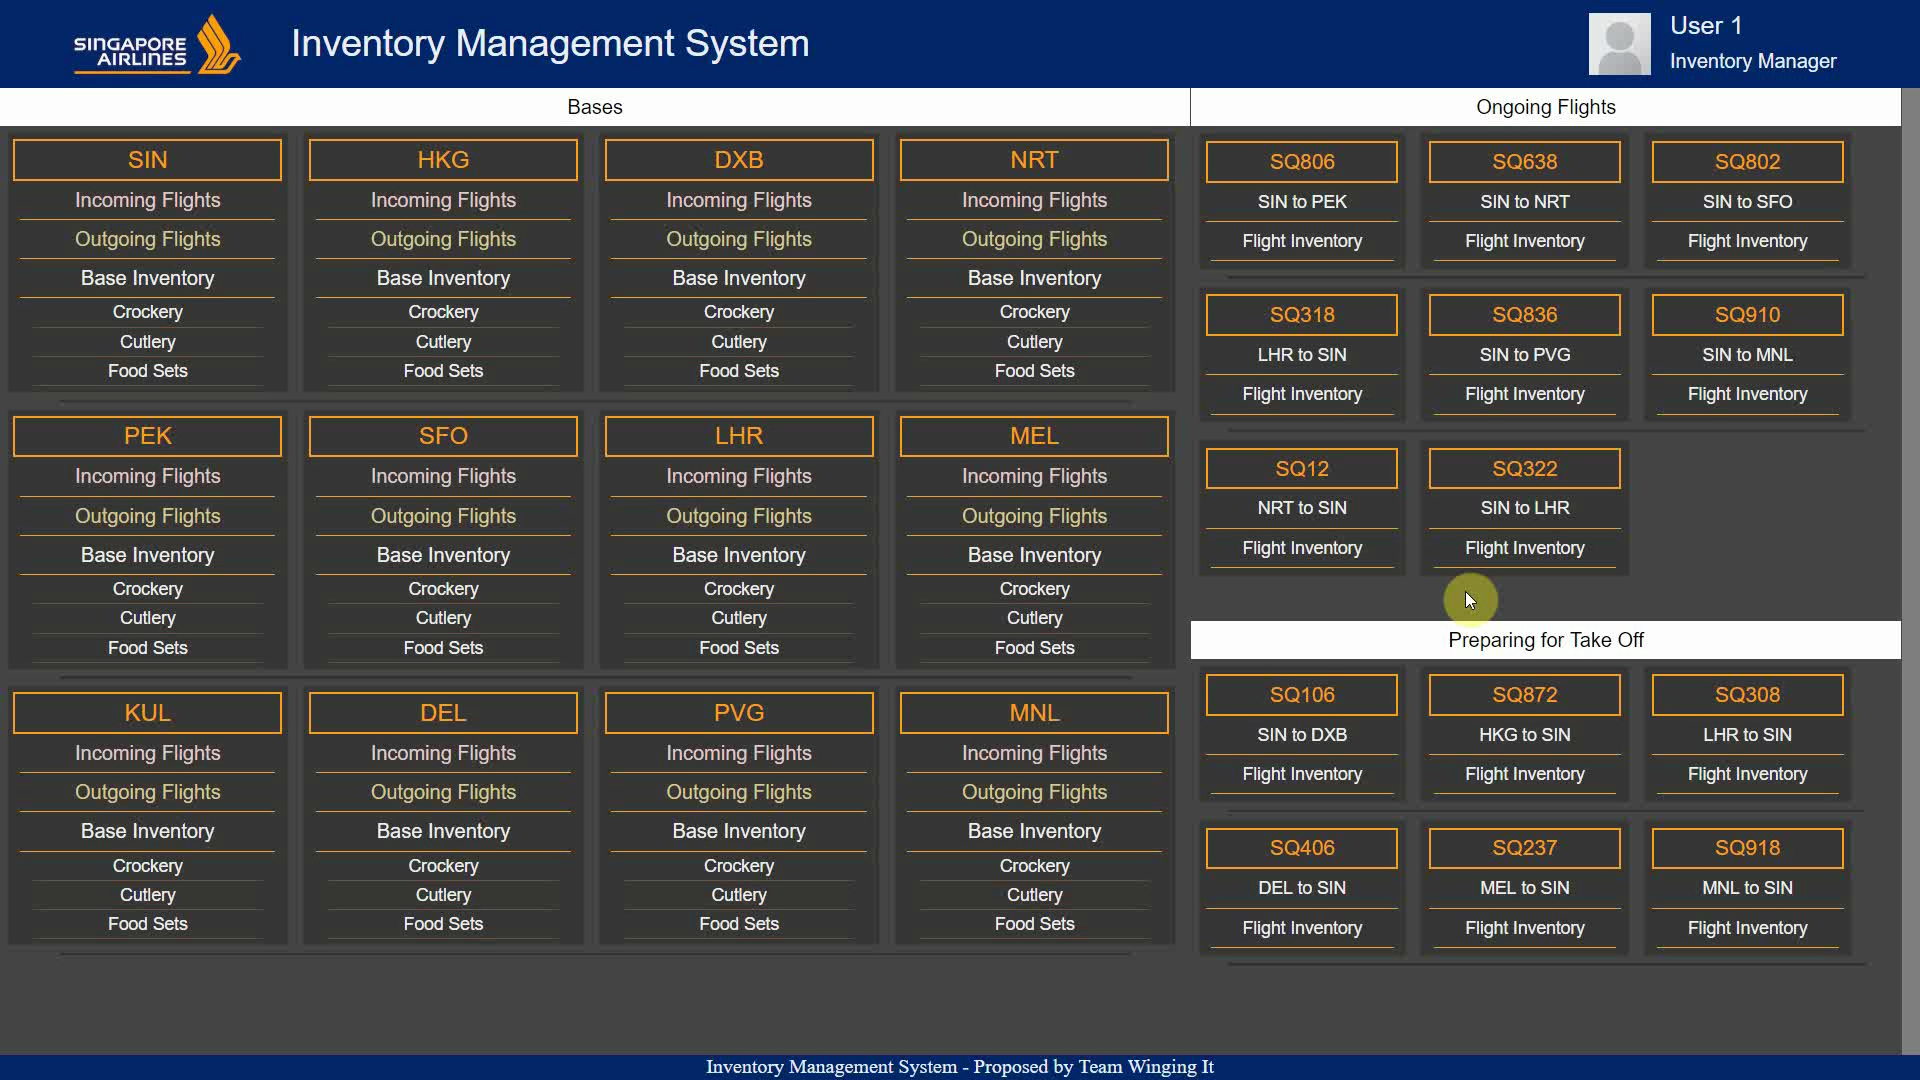 SINGAPORE
AIRLINES
Inventory Management System
User 1
Inventory Manager
Bases
SIN
Incoming Flights
Outgoing Flights
Base Inventory
Crockery
Cutlery
Food Sets
HKG
Incoming Flights
Outgoing Flights
Base Inventory
Crockery
Cutlery
Food Sets
DXB
Incoming Flights
Outgoing Flights
Base Inventory
Crockery
Cutlery
Food Sets
NRT
Incoming Flights
Outgoing Flights
Base Inventory
Crockery
Cutlery
Food Sets
PEK
Incoming Flights
Outgoing Flights
Base Inventory
Crockery
Cutlery
Food Sets
SFO
Incoming Flights
Outgoing Flights
Base Inventory
Crockery
Cutlery
Food Sets
LHR
Incoming Flights
Outgoing Flights
Base Inventory
Crockery
Cutlery
Food Sets
MEL
Incoming Flights
Outgoing Flights
Base Inventory
Crockery
Cutlery
Food Sets
KUL
Incoming Flights
Outgoing Flights
Base Inventory
Crockery
Cutlery
Food Sets
DEL
Incoming Flights
Outgoing Flights
Base Inventory
Crockery
Cutlery
Food Sets
PVG
Incoming Flights
Outgoing Flights
Base Inventory
Crockery
Cutlery
Food Sets
MNL
Incoming Flights
Outgoing Flights
Base Inventory
Crockery
Cutlery
Food Sets
Ongoing Flights
SQ806
SIN to PEK
Flight Inventory
SQ638
SIN to NRT
Flight Inventory
SQ802
SIN to SFO
Flight Inventory
SQ318
LHR to SIN
Flight Inventory
SQ836
SIN to PVG
Flight Inventory
SQ910
SIN to MNL
Flight Inventory
SQ12
NRT to SIN
Flight Inventory
SQ322
SIN to LHR
Flight Inventory
Preparing for Take Off
SQ106
SIN to DXB
Flight Inventory
SQ872
HKG to SIN
Flight Inventory
SQ308
LHR to SIN
Flight Inventory
SQ406
DEL to SIN
Flight Inventory
SQ237
MEL to SIN
Flight Inventory
SQ918
MNL to SIN
Flight Inventory
Inventory Management System - Proposed by Team Winging It